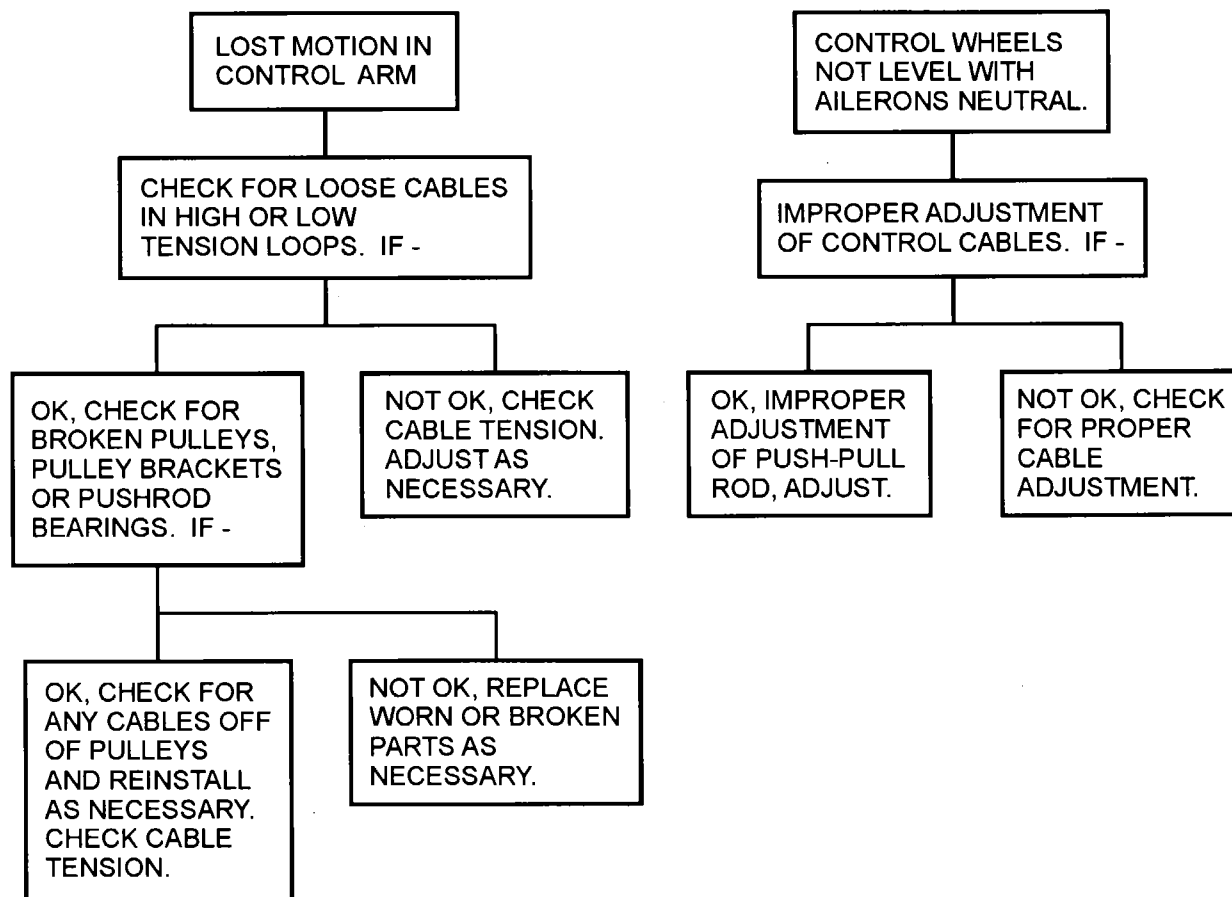 LOST MOTION IN
CONTROL ARM
CHECK FOR LOOSE CABLES
IN HIGH OR LOW
TENSION LOOPS. IF -
OK, CHECK FOR
BROKEN PULLEYS,
PULLEY BRACKETS
OR PUSHROD
BEARINGS. IF -
NOT OK, CHECK
CABLE TENSION.
ADJUST AS
NECESSARY.
OK, CHECK FOR
ANY CABLES OFF
OF PULLEYS
AND REINSTALL
AS NECESSARY.
CHECK CABLE
TENSION.
NOT OK, REPLACE
WORN OR BROKEN
PARTS AS
NECESSARY.
CONTROL WHEELS
NOT LEVEL WITH
AILERONS NEUTRAL.
IMPROPER ADJUSTMENT
OF CONTROL CABLES. IF -
OK, IMPROPER
ADJUSTMENT
OF PUSH-PULL
ROD, ADJUST.
NOT OK, CHECK
FOR PROPER
CABLE
ADJUSTMENT.